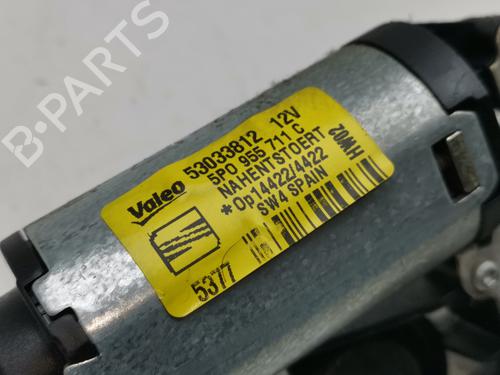 Valeo
53033812 12V
5P0 955 711 C
NAHENTSTOERT
*Op14422/4422
SW4 SPAIN
HW02
5377
B-PARTS